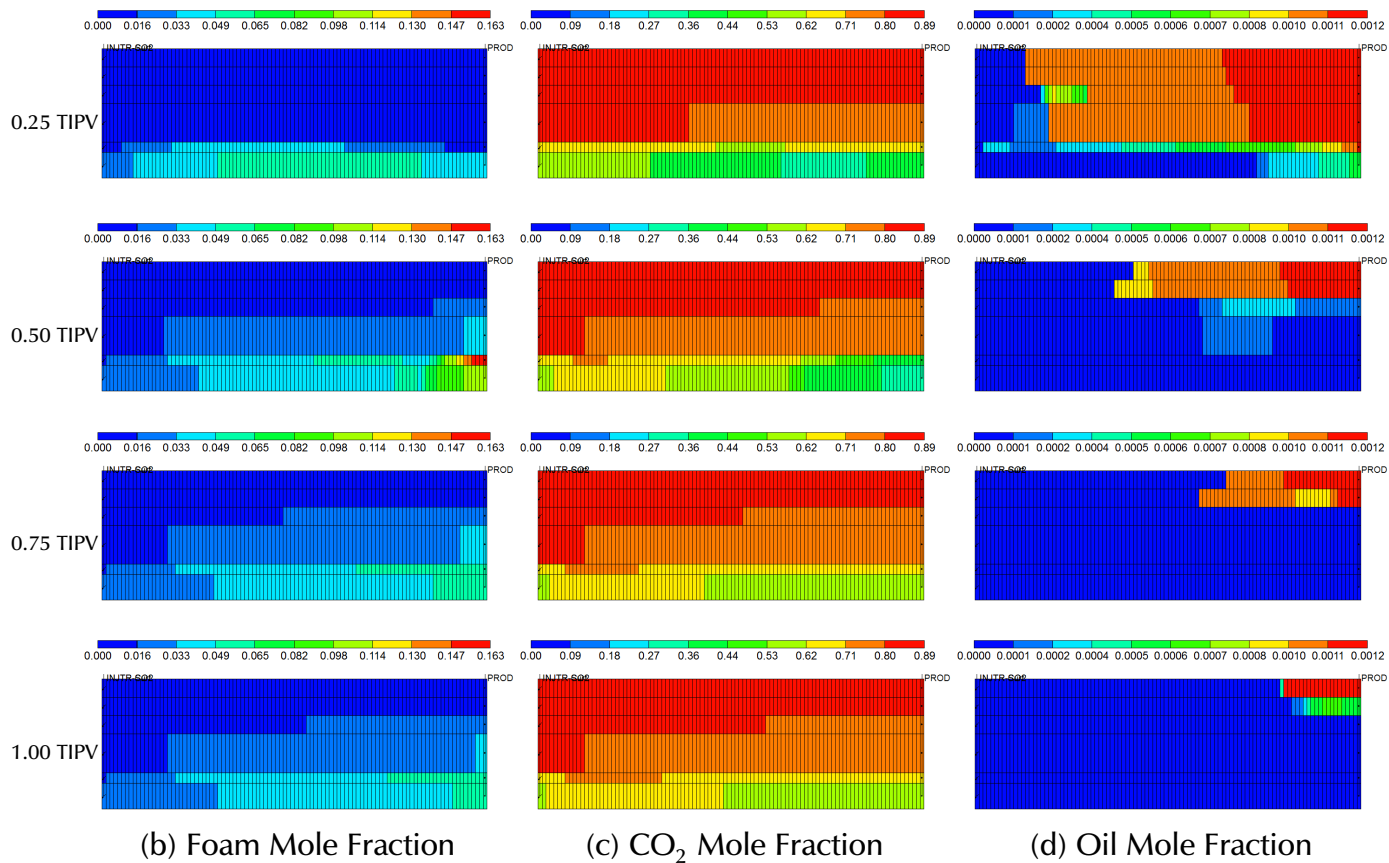 0.000 0.016 0.033 0.049 0.065 0.082 0.098 0.114 0.130 0.147 0.163
0.00 0.09 0.18 0.27 0.36 0.44 0.53 0.62 0.71 0.80 0.89
0.0000 0.0001 0.0002 0.0004 0.0005 0.0006 0.0007 0.0008 0.0010 0.0011 0.0012
PROD
PROD
PROD
0.25 TIPV
0.000 0.016 0.033 0.049 0.065 0.082 0.098 0.114 0.130 0.147 0.163
0.00 0.09 0.18 0.27 0.36 0.44 0.53 0.62 0.71 0.80 0.89
0.0000 0.0001 0.0002 0.0004 0.0005 0.0006 0.0007 0.0008 0.0010 0.0011 0.0012
PROD
PROD
PROD
0.50 TIPV
0.000 0.016 0.033 0.049 0.065 0.082 0.098 0.114 0.130 0.147 0.163
0.00 0.09 0.18 0.27 0.36 0.44 0.53 0.62 0.71 0.80 0.89
0.0000 0.0001 0.0002 0.0004 0.0005 0.0006 0.0007 0.0008 0.0010 0.0011 0.0012
PROD
PROD
PROD
0.75 TIPV
0.000 0.016 0.033 0.049 0.065 0.082 0.098 0.114 0.130 0.147 0.163
0.00 0.09 0.18 0.27 0.36 0.44 0.53 0.62 0.71 0.80 0.89
0.0000 0.0001 0.0002 0.0004 0.0005 0.0006 0.0007 0.0008 0.0010 0.0011 0.0012
PROD
PROD
PROD
1.00 TIPV
(b) Foam Mole Fraction
(c) CO₂ Mole Fraction
(d) Oil Mole Fraction